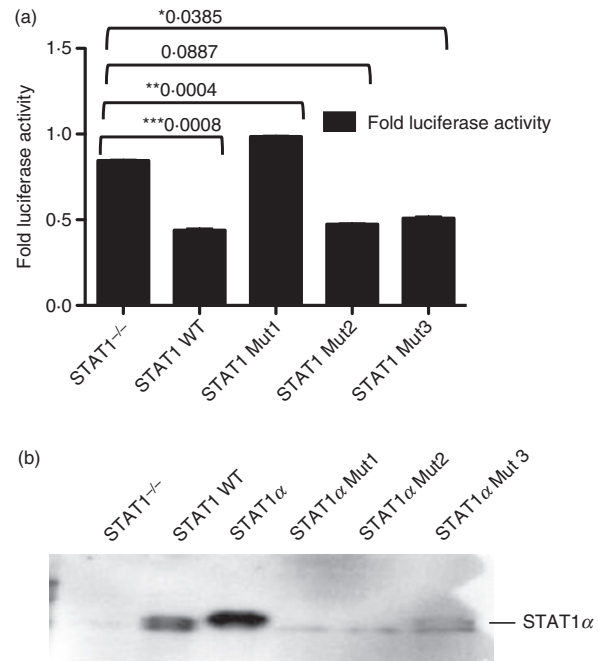 (a)
*0·0385
0·0887
**0·0004
***0·0008
Fold luciferase activity
1·5
1·0
0·5
0·0
Fold luciferase activity
STAT1−/−
STAT1 WT
STAT1 Mut1
STAT1 Mut2
STAT1 Mut3
(b)
STAT1−/−
STAT1 WT
STAT1α
STAT1α Mut1
STAT1α Mut2
STAT1α Mut 3
STAT1α